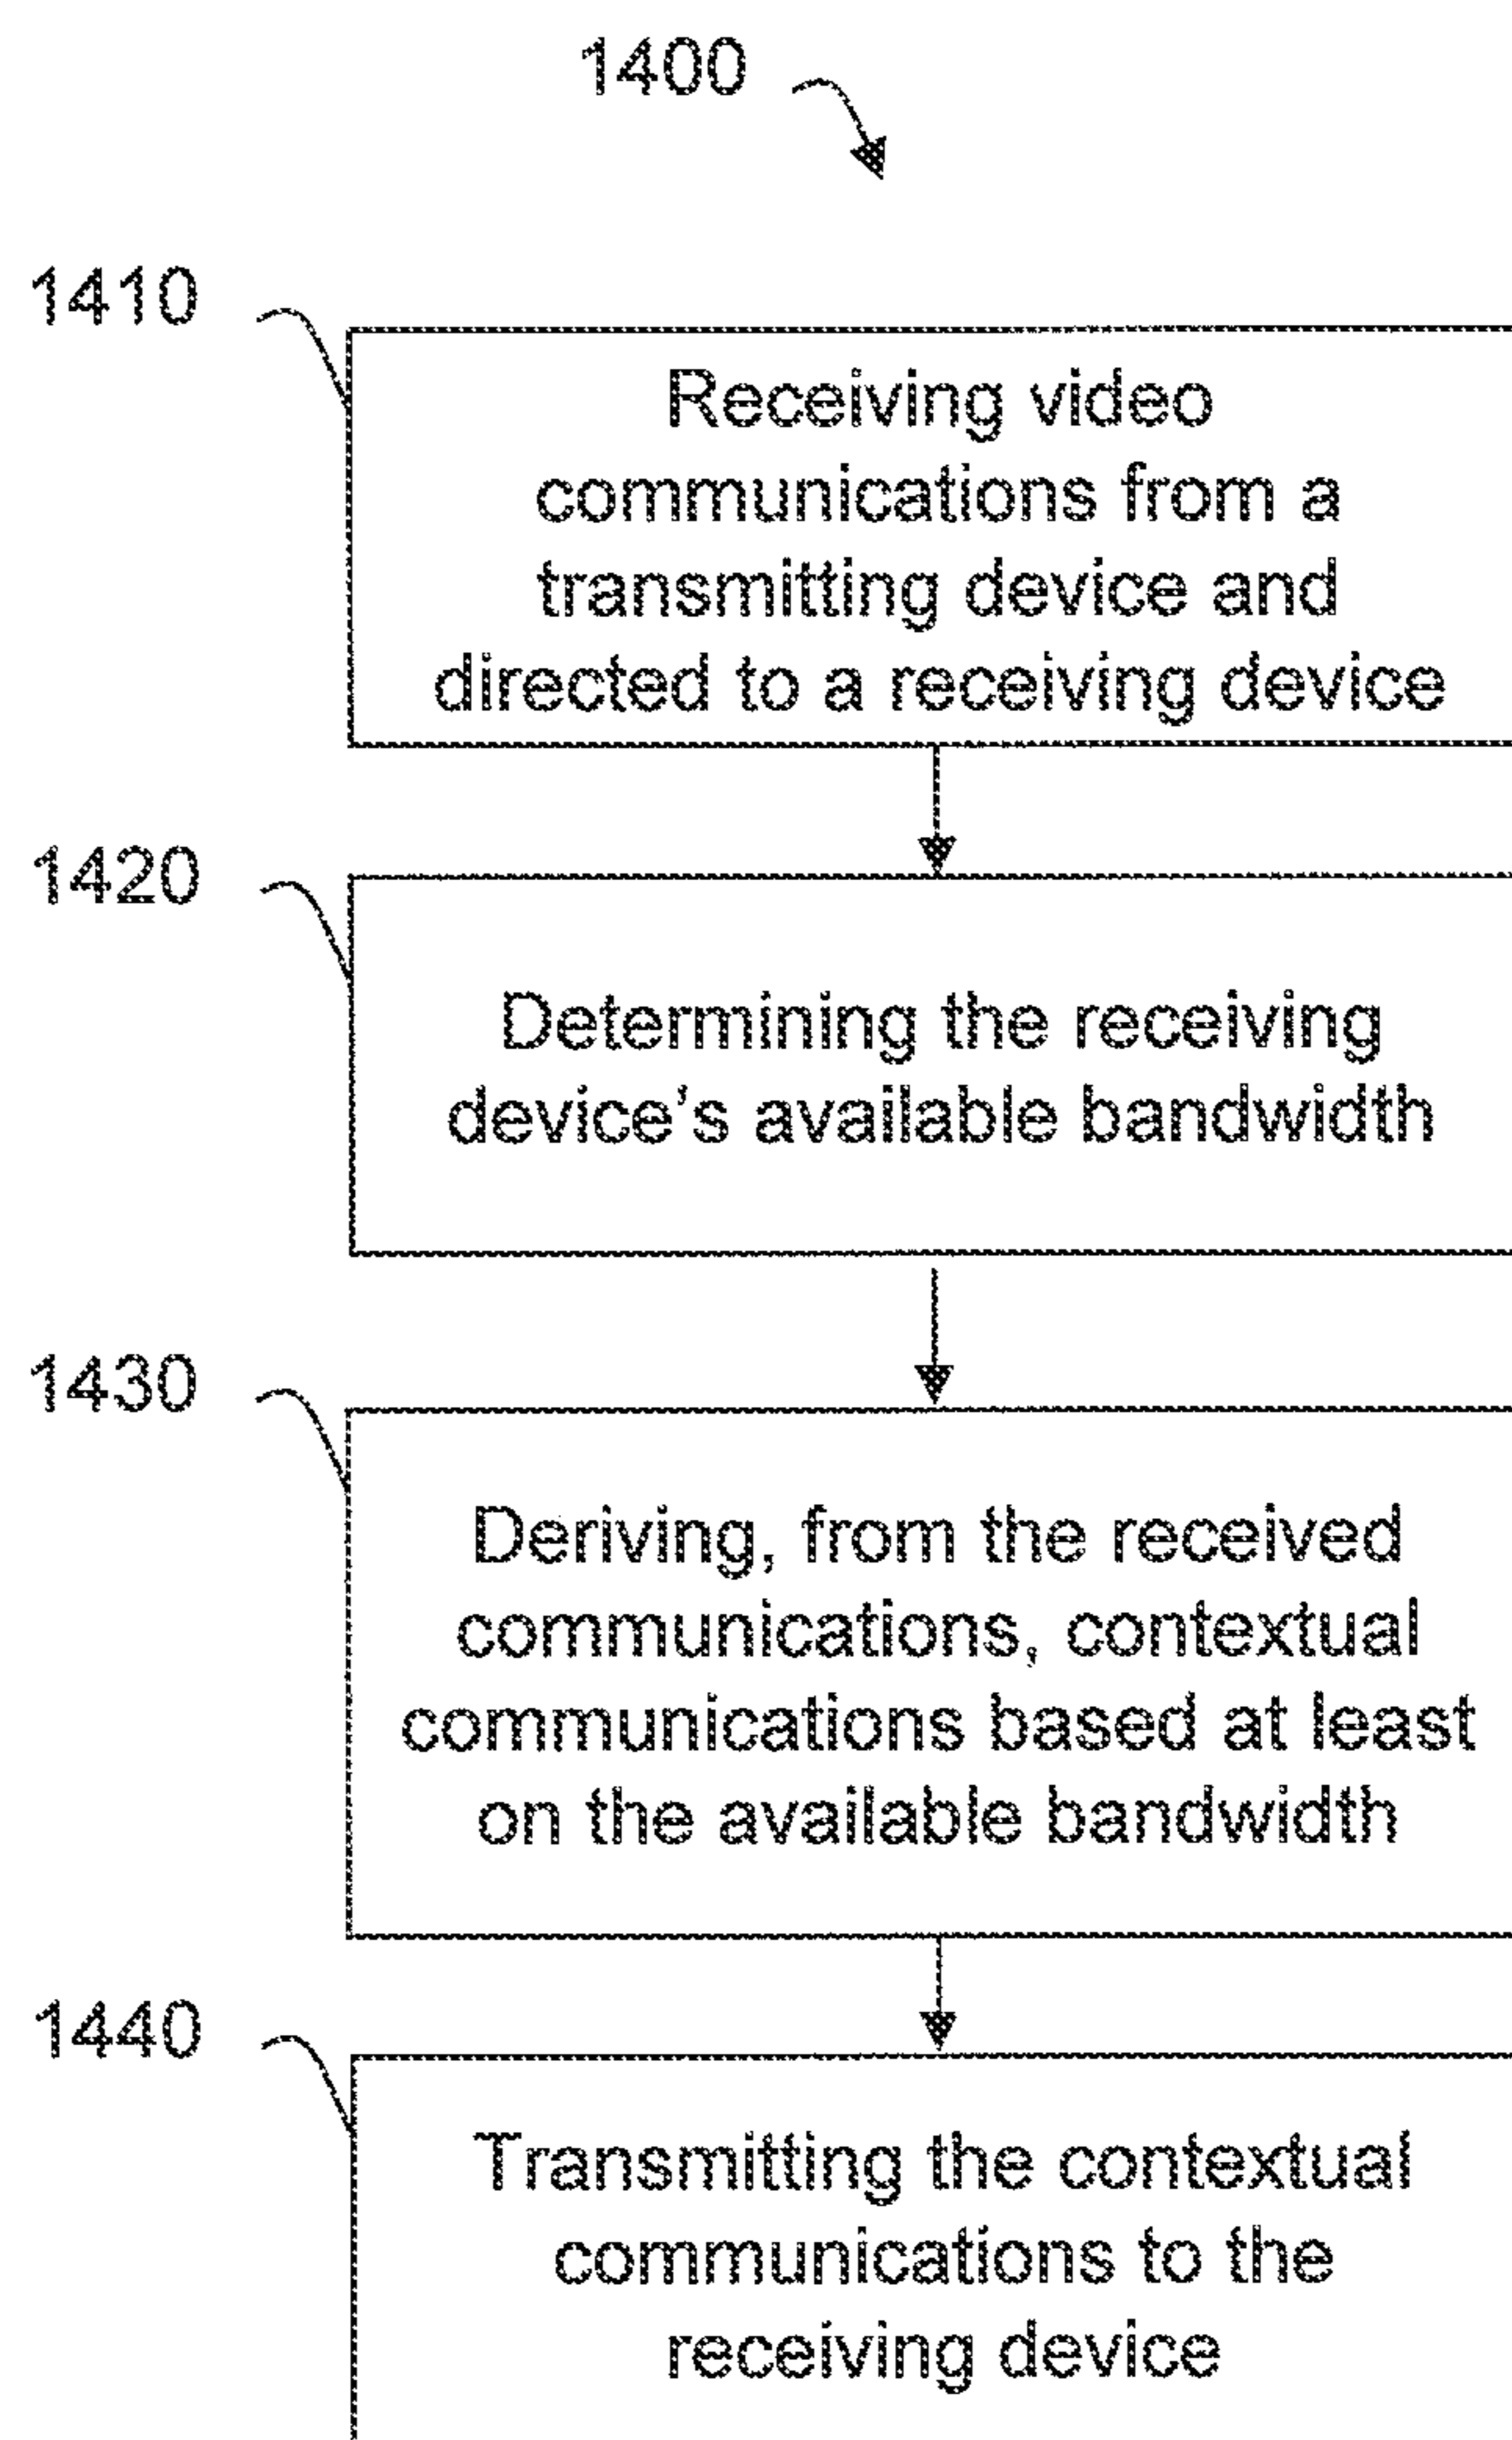 1400
1410
Receiving video
communications from a
transmitting device and
directed to a receiving device
1420
Determining the receiving
device's available bandwidth
1430
Deriving, from the received
communications, contextual
communications based at least
on the available bandwidth
1440
Transmitting the contextual
communications to the
receiving device